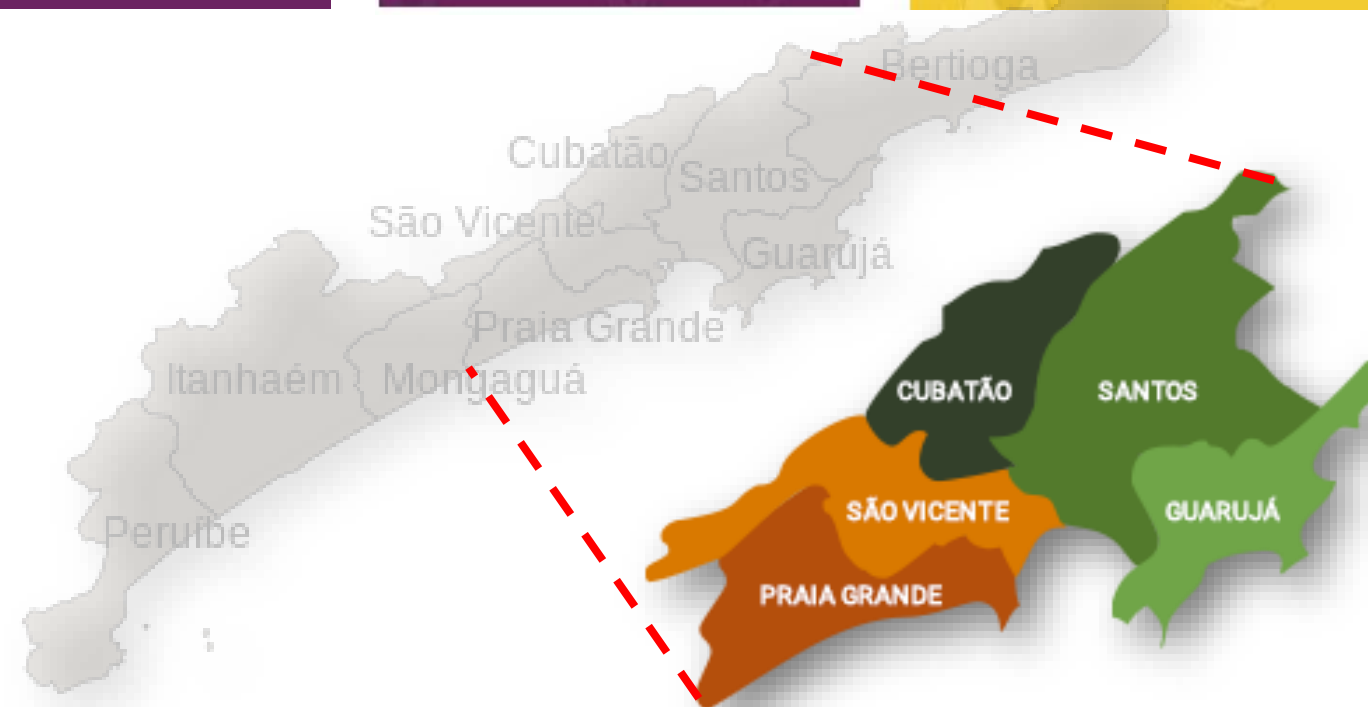 Bertioga
Cubatão
Santos
São Vicente
Guarujá
Praia Grande
Itanhaém
Mongaguá
Peruíbe
CUBATÃO
SANTOS
SÃO VICENTE
GUARUJÁ
PRAIA GRANDE